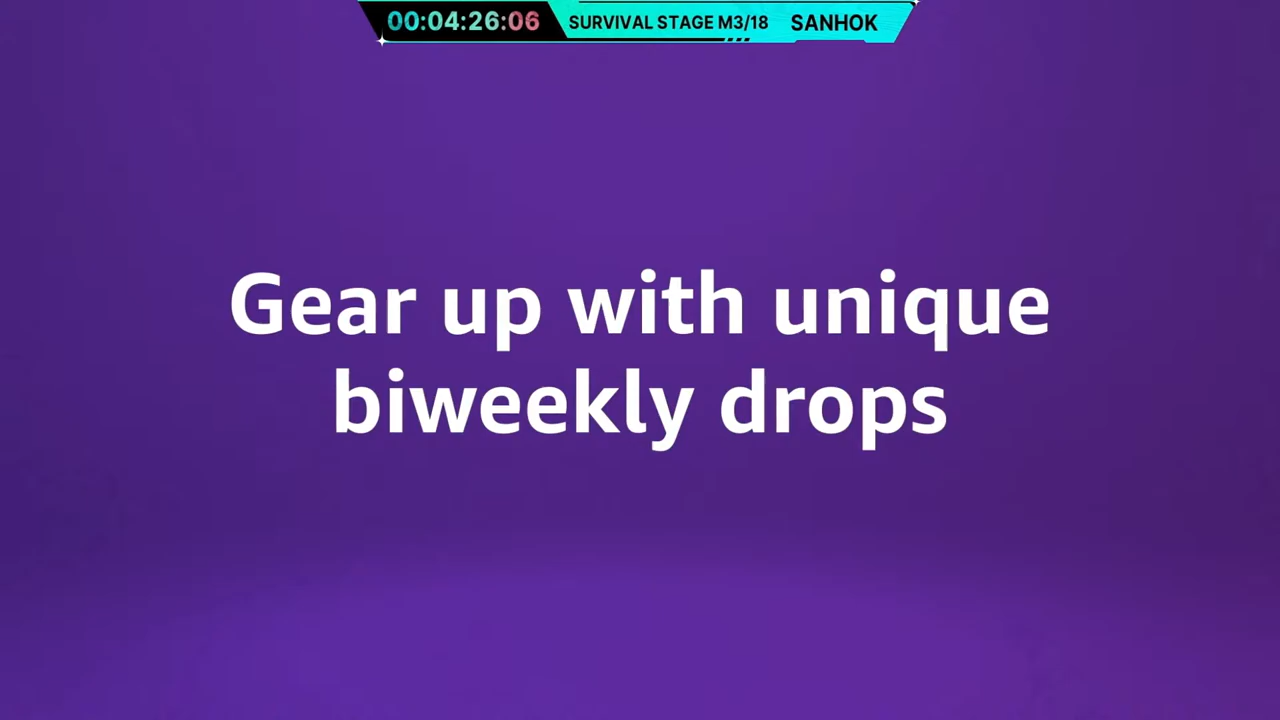 00:04:26:06 SURVIVAL STAGE M3/18 SANHOK
Gear up with unique
biweekly drops